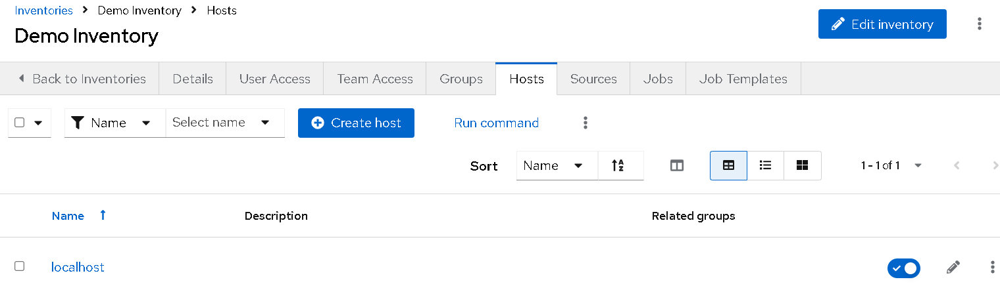 Inventories Demo Inventory Hosts
Demo Inventory
Edit inventory
Back to Inventories Details User Access Team Access Groups Hosts Sources Jobs Job Templates
Name Select name Create host Run command
Sort Name A Z 1 - 1 of 1
Name Description Related groups
localhost